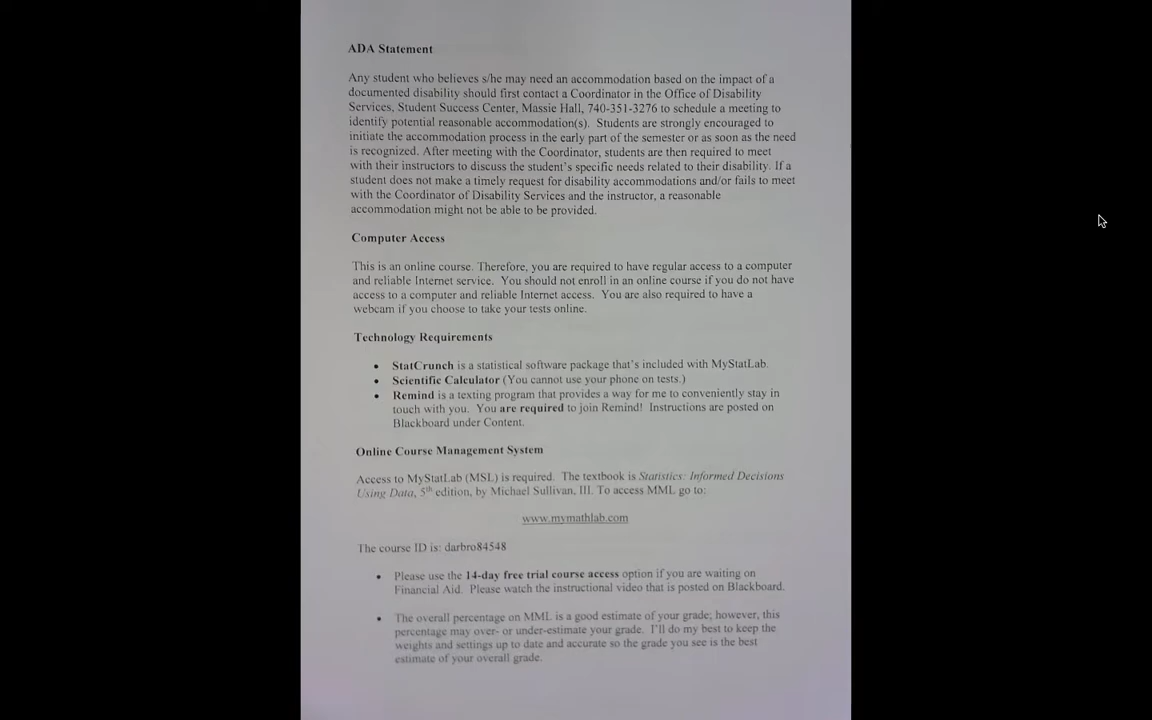 ADA Statement
Any student who believes s/he may need an accommodation based on the impact of a
documented disability should first contact a Coordinator in the Office of Disability
Services, Student Success Center, Massie Hall, 740-351-3276 to schedule a meeting to
identify potential reasonable accommodation(s). Students are strongly encouraged to
initiate the accommodation process in the early part of the semester or as soon as the need
is recognized. After meeting with the Coordinator, students are then required to meet
with their instructors to discuss the student's specific needs related to their disability. If a
student does not make a timely request for disability accommodations and/or fails to meet
with the Coordinator of Disability Services and the instructor, a reasonable
accommodation might not be able to be provided.
Computer Access
This is an online course. Therefore, you are required to have regular access to a computer
and reliable Internet service. You should not enroll in an online course if you do not have
access to a computer and reliable Internet access. You are also required to have a
webcam if you choose to take your tests online.
Technology Requirements
• StatCrunch is a statistical software package that's included with MyStatLab.
• Scientific Calculator (You cannot use your phone on tests.)
• Remind is a texting program that provides a way for me to conveniently stay in
touch with you. You are required to join Remind! Instructions are posted on
Blackboard under Content.
Online Course Management System
Access to MyStatLab (MSL) is required. The textbook is Statistics: Informed Decisions
Using Data, 5th edition, by Michael Sullivan, III. To access MML go to:
www.mymathlab.com
The course ID is: darbro84548
• Please use the 14-day free trial course access option if you are waiting on
Financial Aid. Please watch the instructional video that is posted on Blackboard.
• The overall percentage on MML is a good estimate of your grade; however, this
percentage may over- or under-estimate your grade. I'll do my best to keep the
weights and settings up to date and accurate so the grade you see is the best
estimate of your overall grade.